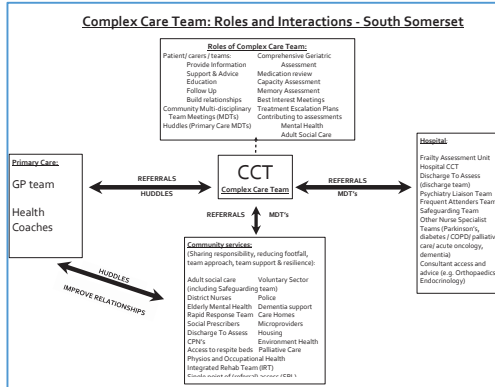 Complex Care Team: Roles and Interactions - South Somerset
Roles of Complex Care Team:
Patient/ carers / teams:
Provide Information
Support & Advice
Education
Follow Up
Build relationships
Community Multi-disciplinary
Team Meetings (MDTs)
Huddles (Primary Care MDTs)
Comprehensive Geriatric
Assessment
Medication review
Capacity Assessment
Memory Assessment
Best Interest Meetings
Treatment Escalation Plans
Contributing to assessments
Mental Health
Adult Social Care
Primary Care:
GP team
Health
Coaches
REFERRALS
HUDDLES
CCT
Complex Care Team
REFERRALS
MDT's
Hospital:
Frailty Assessment Unit
Hospital CCT
Discharge To Assess
(discharge team)
Psychiatry Liaison Team
Frequent Attenders Team
Safeguarding Team
Other Nurse Specialist
Teams (Parkinson's,
diabetes / COPD/ palliative
care/ acute oncology,
dementia)
Consultant access and
advice (e.g. Orthopaedics
Endocrinology)
REFERRALS
MDT's
HUDDLES
IMPROVE RELATIONSHIPS
Community services:
(Sharing responsibility, reducing footfall,
team approach, team support & resilience):
Adult social care
(including Safeguarding team)
District Nurses
Elderly Mental Health
Rapid Response Team
Social Prescribers
Discharge To Assess
CPN's
Access to respite beds
Physios and Occupational Health
Integrated Rehab Team (IRT)
Single point of (referral) access (SPL)
Voluntary Sector
Police
Dementia support
Care Homes
Microproviders
Housing
Environment Health
Palliative Care